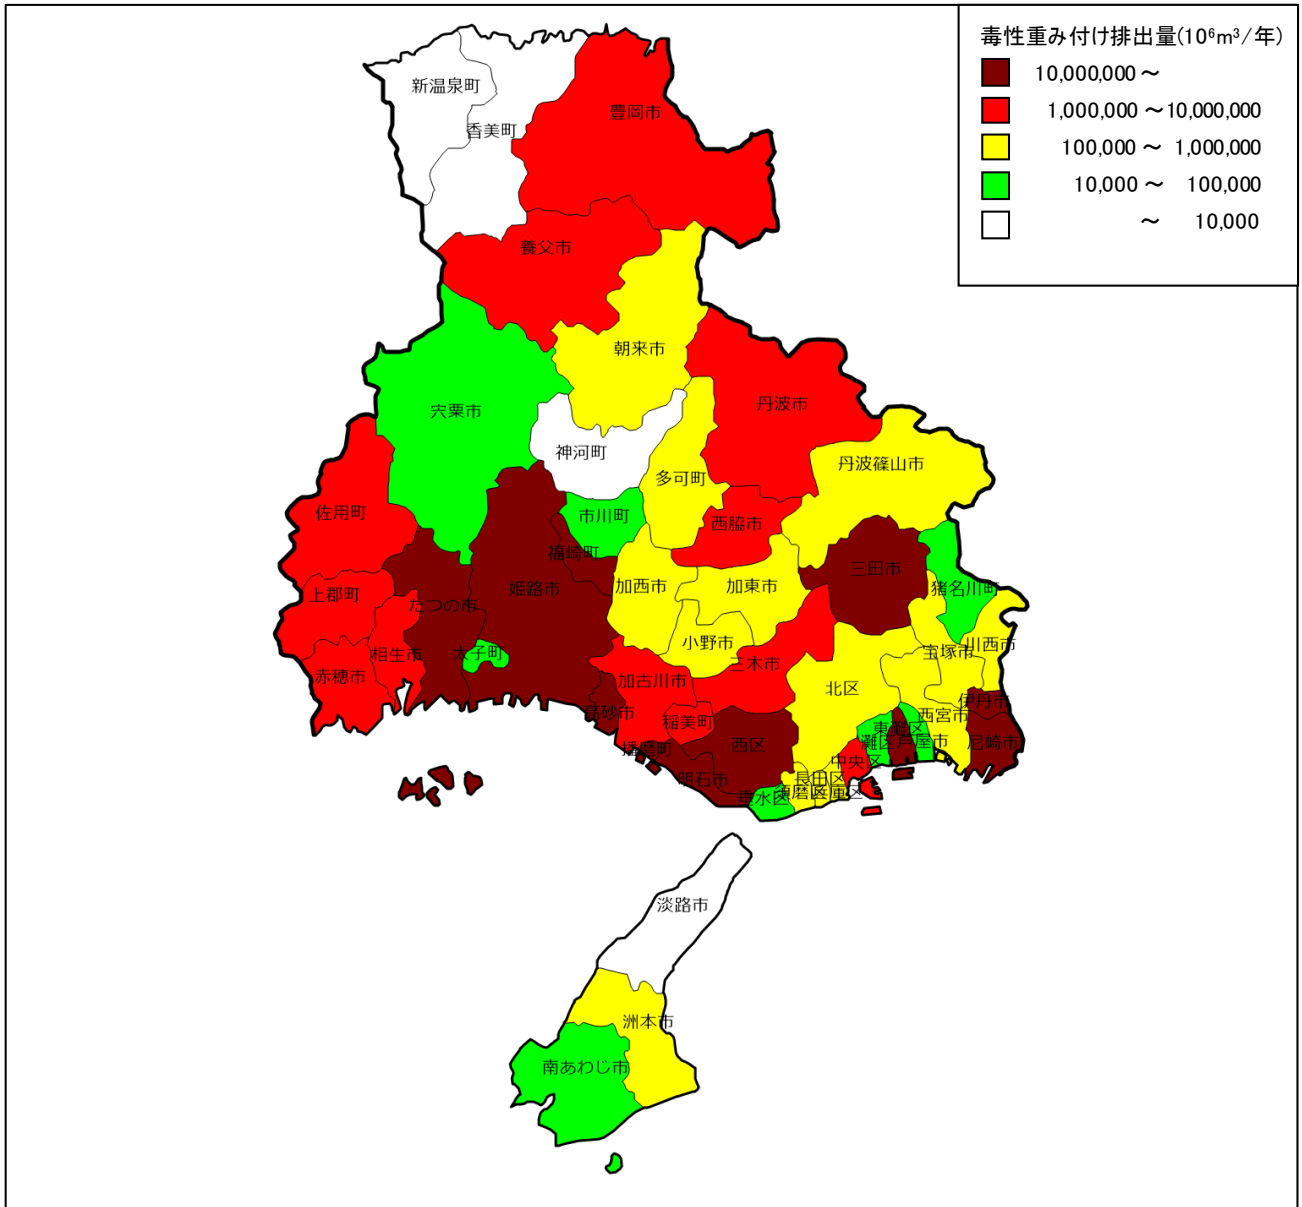 毒性重み付け排出量(10⁶m³/年)
10,000,000～
1,000,000～10,000,000
100,000～ 1,000,000
10,000～ 100,000
～ 10,000
新温泉町
香美町
豊岡市
養父市
朝来市
宍粟市
丹波市
神河町
多可町
丹波篠山市
佐用町
市川町
西脇市
福崎町
三田市
上郡町
たつの市
姫路市
加西市
加東市
猪名川町
小野市
川西市
相生市
太子町
宝塚市
赤穂市
加古川市
三木市
北区
伊丹市
高砂市
稲美町
西宮市
東灘区
灘区
芦屋市
尼崎市
播磨町
西区
中央区
明石市
長田区
垂水区
須磨区
兵庫区
淡路市
洲本市
南あわじ市